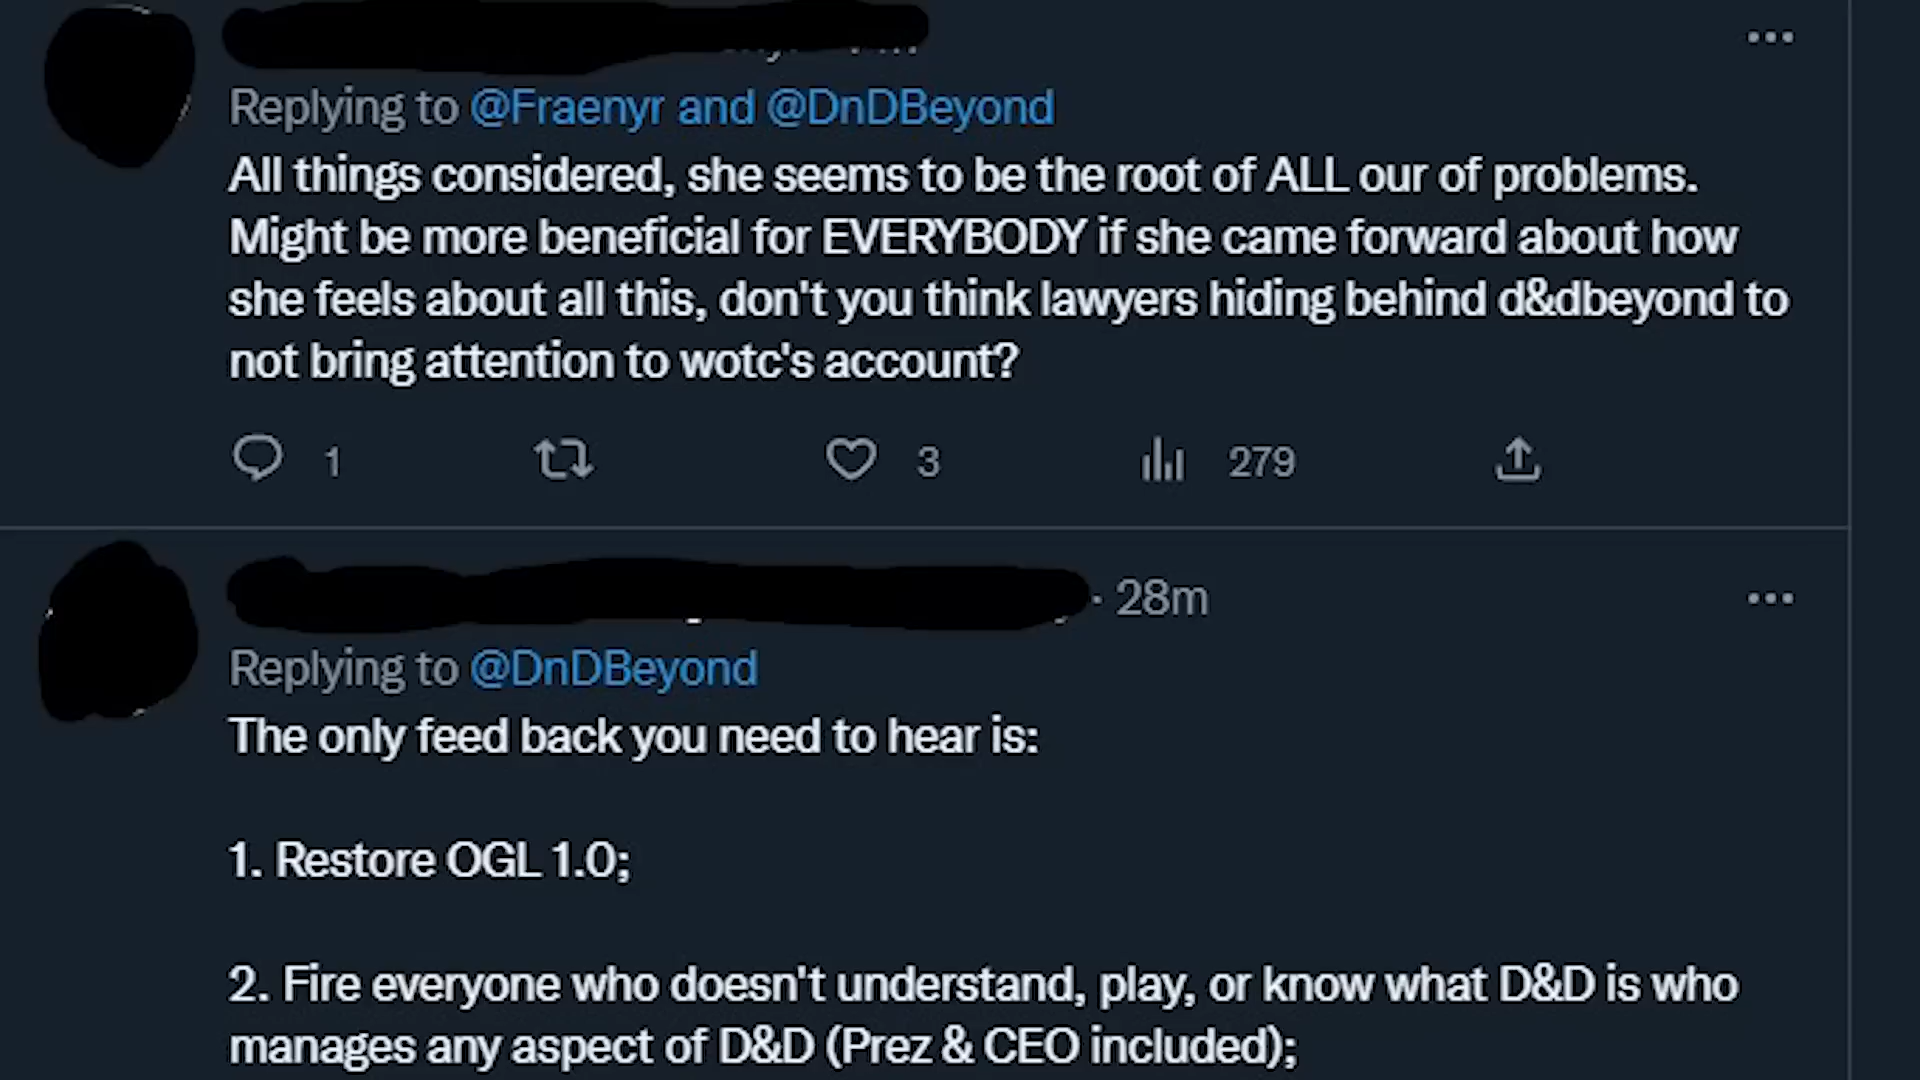 Replying to @Fraenyr and @DnDBeyond
All things considered, she seems to be the root of ALL our of problems.
Might be more beneficial for EVERYBODY if she came forward about how
she feels about all this, don't you think lawyers hiding behind d&dbeyond to
not bring attention to wotc's account?
1 3 279
· 28m
Replying to @DnDBeyond
The only feed back you need to hear is:
1. Restore OGL 1.0;
2. Fire everyone who doesn't understand, play, or know what D&D is who
manages any aspect of D&D (Prez & CEO included);